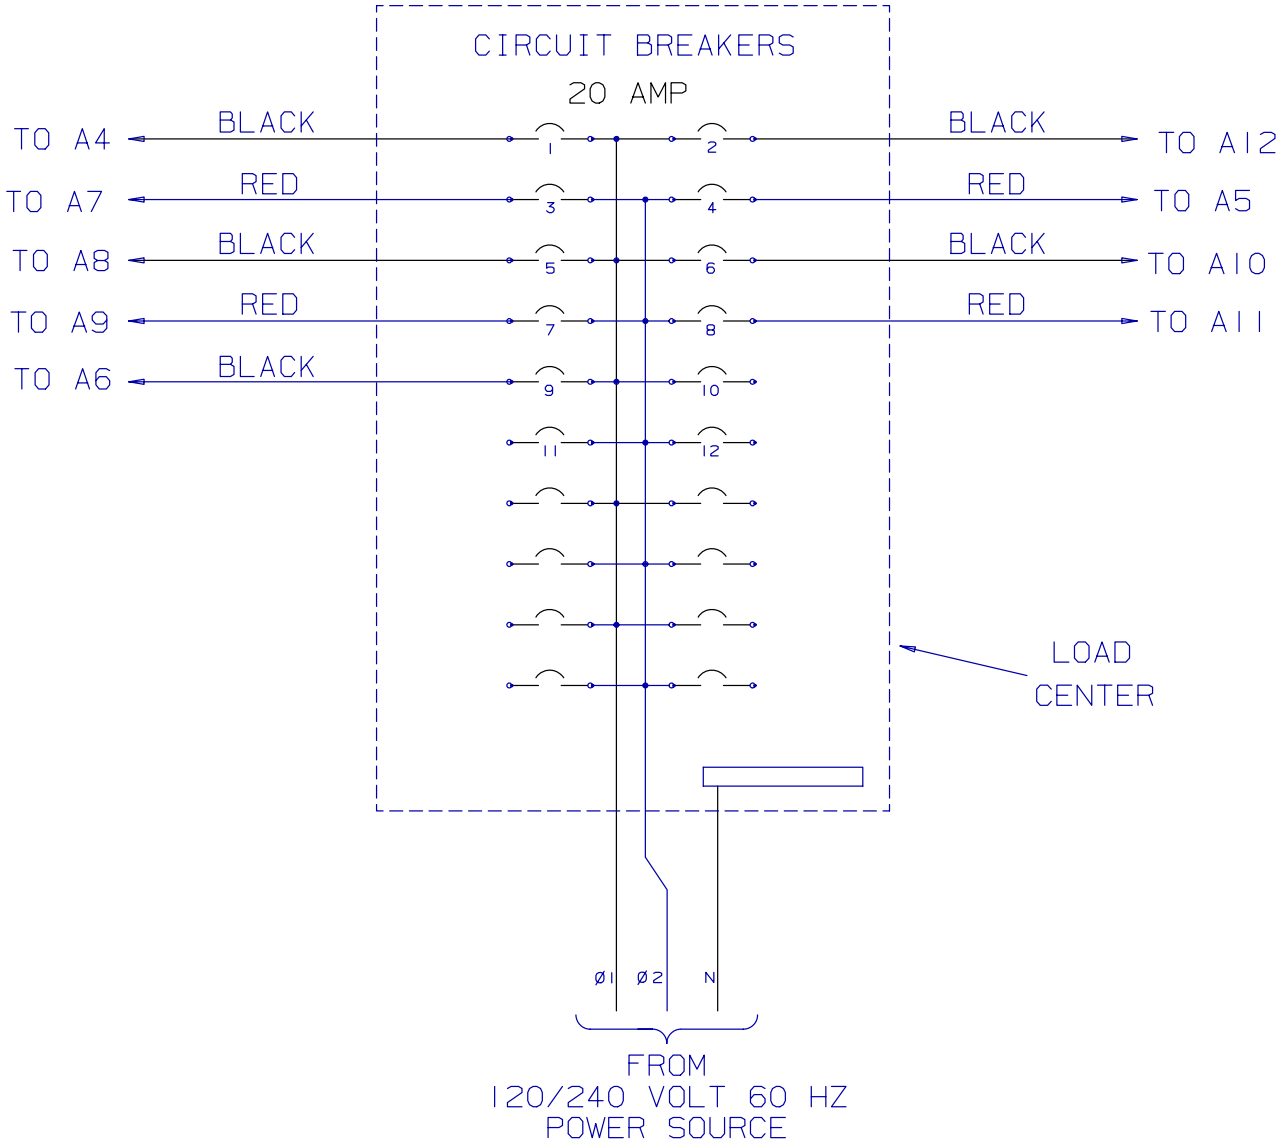 CIRCUIT BREAKERS
20 AMP
TO A4
BLACK
1
2
BLACK
TO A12
TO A7
RED
3
4
RED
TO A5
TO A8
BLACK
5
6
BLACK
TO A10
TO A9
RED
7
8
RED
TO A11
TO A6
BLACK
9
10
11
12
LOAD
CENTER
Ø1
Ø2
N
FROM
120/240 VOLT 60 HZ
POWER SOURCE